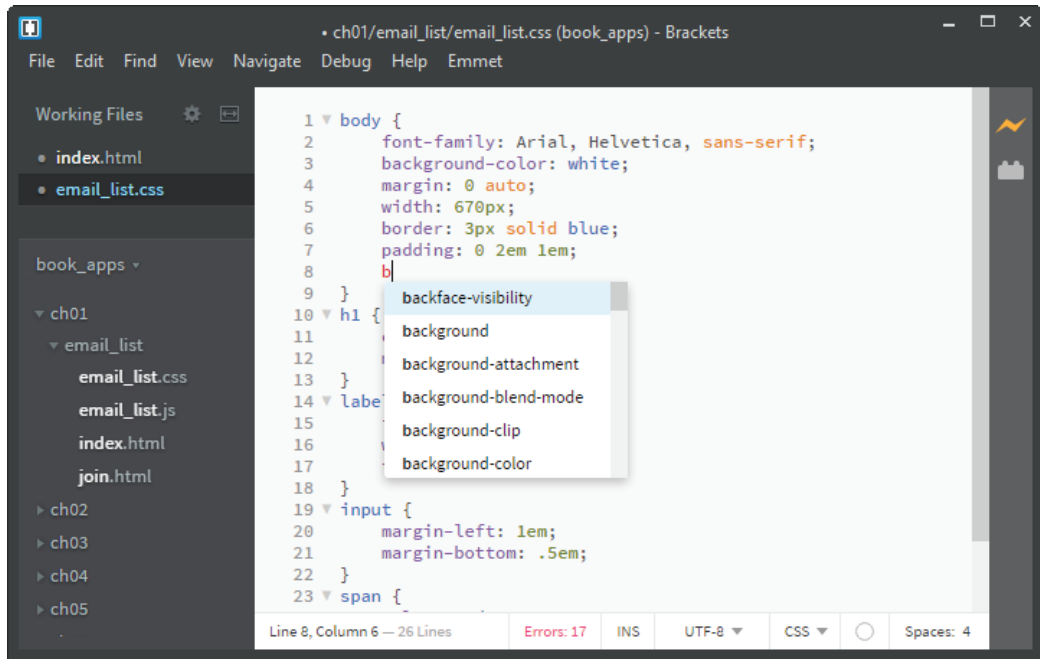 • ch01/email_list/email_list.css (book_apps) - Brackets
File Edit Find View Navigate Debug Help Emmet
Working Files
index.html
email_list.css
book_apps
ch01
email_list
email_list.css
email_list.js
index.html
join.html
ch02
ch03
ch04
ch05
1 body {
2 font-family: Arial, Helvetica, sans-serif;
3 background-color: white;
4 margin: 0 auto;
5 width: 670px;
6 border: 3px solid blue;
7 padding: 0 2em 1em;
8 b
9 }
10 h1 {
11
12
13 }
14 label
15
16
17
18 }
19 input {
20 margin-left: 1em;
21 margin-bottom: .5em;
22 }
23 span {
backface-visibility
background
background-attachment
background-blend-mode
background-clip
background-color
Line 8, Column 6 — 26 Lines Errors: 17 INS UTF-8 CSS Spaces: 4